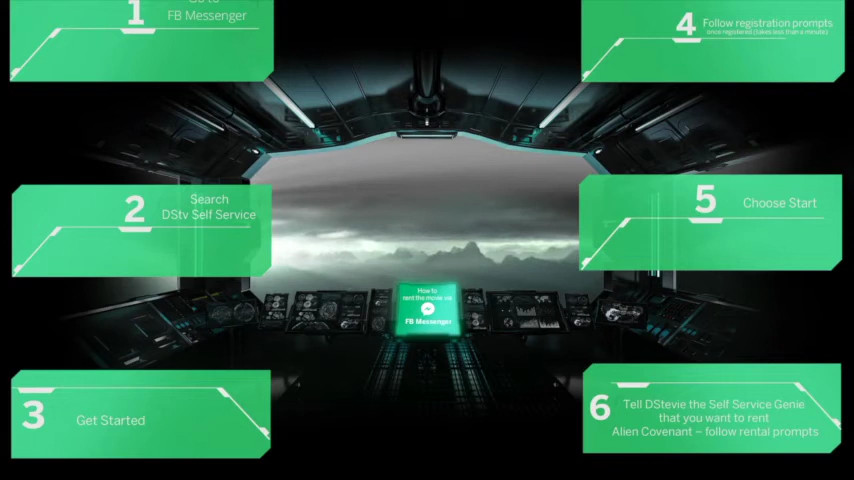 1
Go to
FB Messenger
2
Search
DStv Self Service
3
Get Started
4
Follow registration prompts
once registered (takes less than a minute)
5
Choose Start
6
Tell DStevie the Self Service Genie
that you want to rent
Alien Covenant – follow rental prompts
How to
rent the movie via
FB Messenger